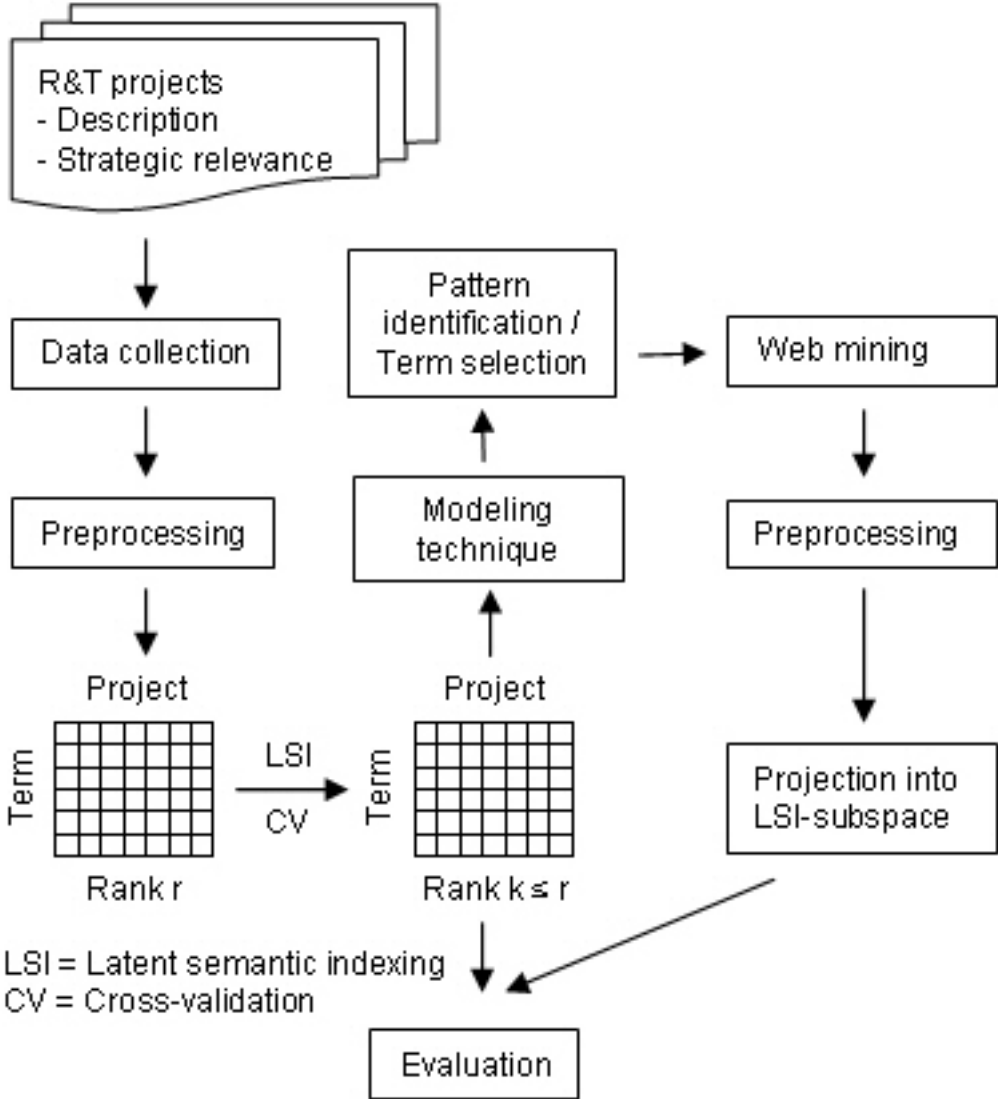 R&T projects
- Description
- Strategic relevance
Data collection
Preprocessing
Project
Term
Rank r
LSI
CV
Project
Term
Rank k ≤ r
Modeling
technique
Pattern
identification /
Term selection
Web mining
Preprocessing
Projection into
LSI-subspace
Evaluation
LSI = Latent semantic indexing
CV = Cross-validation